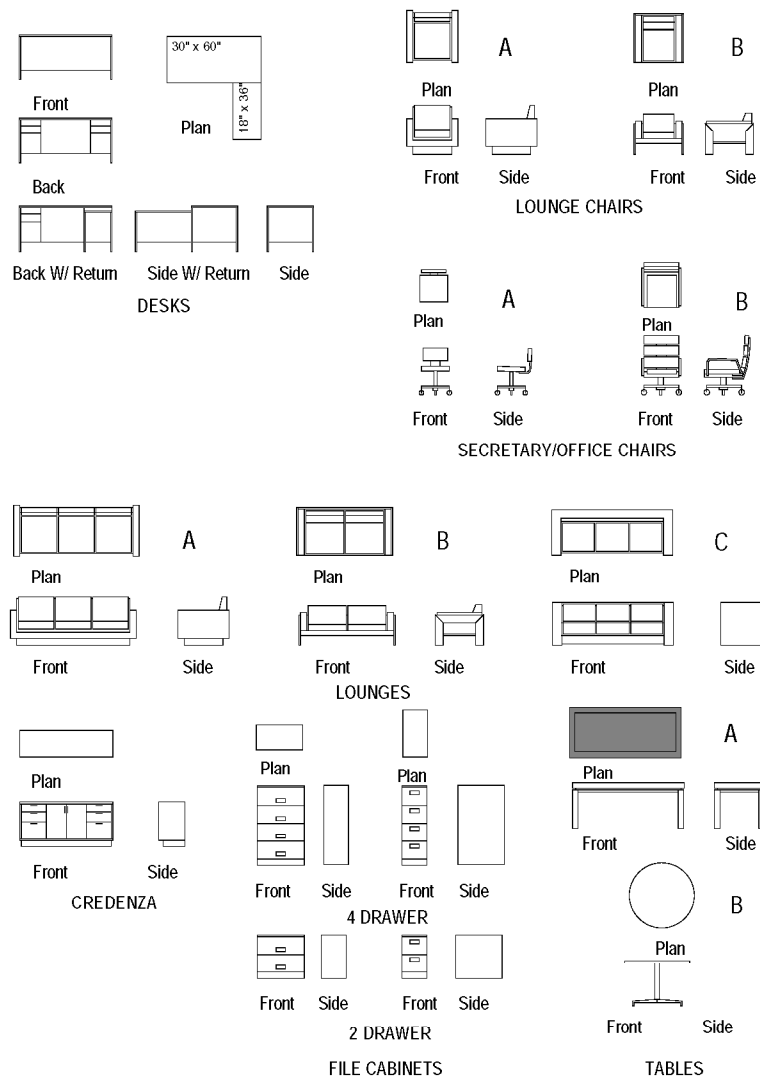 30" x 60"
18" x 36"
Front
Plan
Back
Back W/ Return Side W/ Return Side
DESKS
A B
Plan Plan
Front Side Front Side
LOUNGE CHAIRS
A B
Plan Plan
Front Side Front Side
SECRETARY/OFFICE CHAIRS
A B C
Plan Plan Plan
Front Side Front Side Front Side
LOUNGES
Plan
Front Side
CREDENZA
Plan Plan
Front Side Front Side
4 DRAWER
Front Side Front Side
2 DRAWER
FILE CABINETS
A
Plan
Front Side
B
Plan
Front Side
TABLES